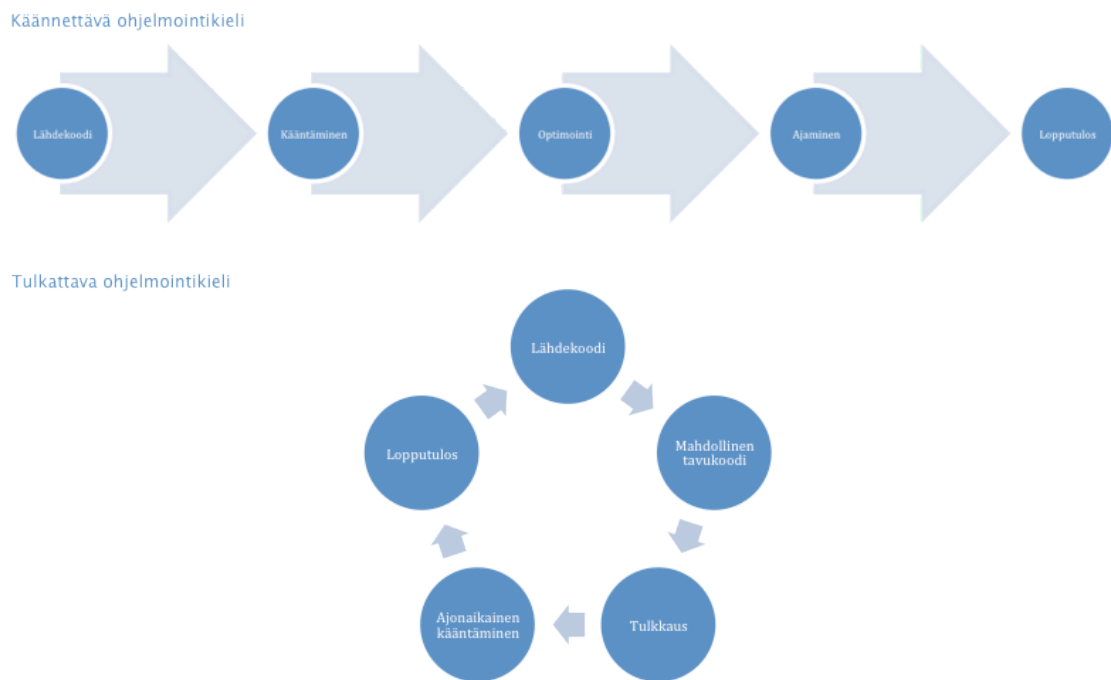 Käännettävä ohjelmointikieli
Lähdekoodi
Kääntäminen
Optimointi
Ajaminen
Lopputulos
Tulkattava ohjelmointikieli
Lähdekoodi
Mahdollinen
tavukoodi
Tulkkaus
Ajonaikainen
kääntäminen
Lopputulos